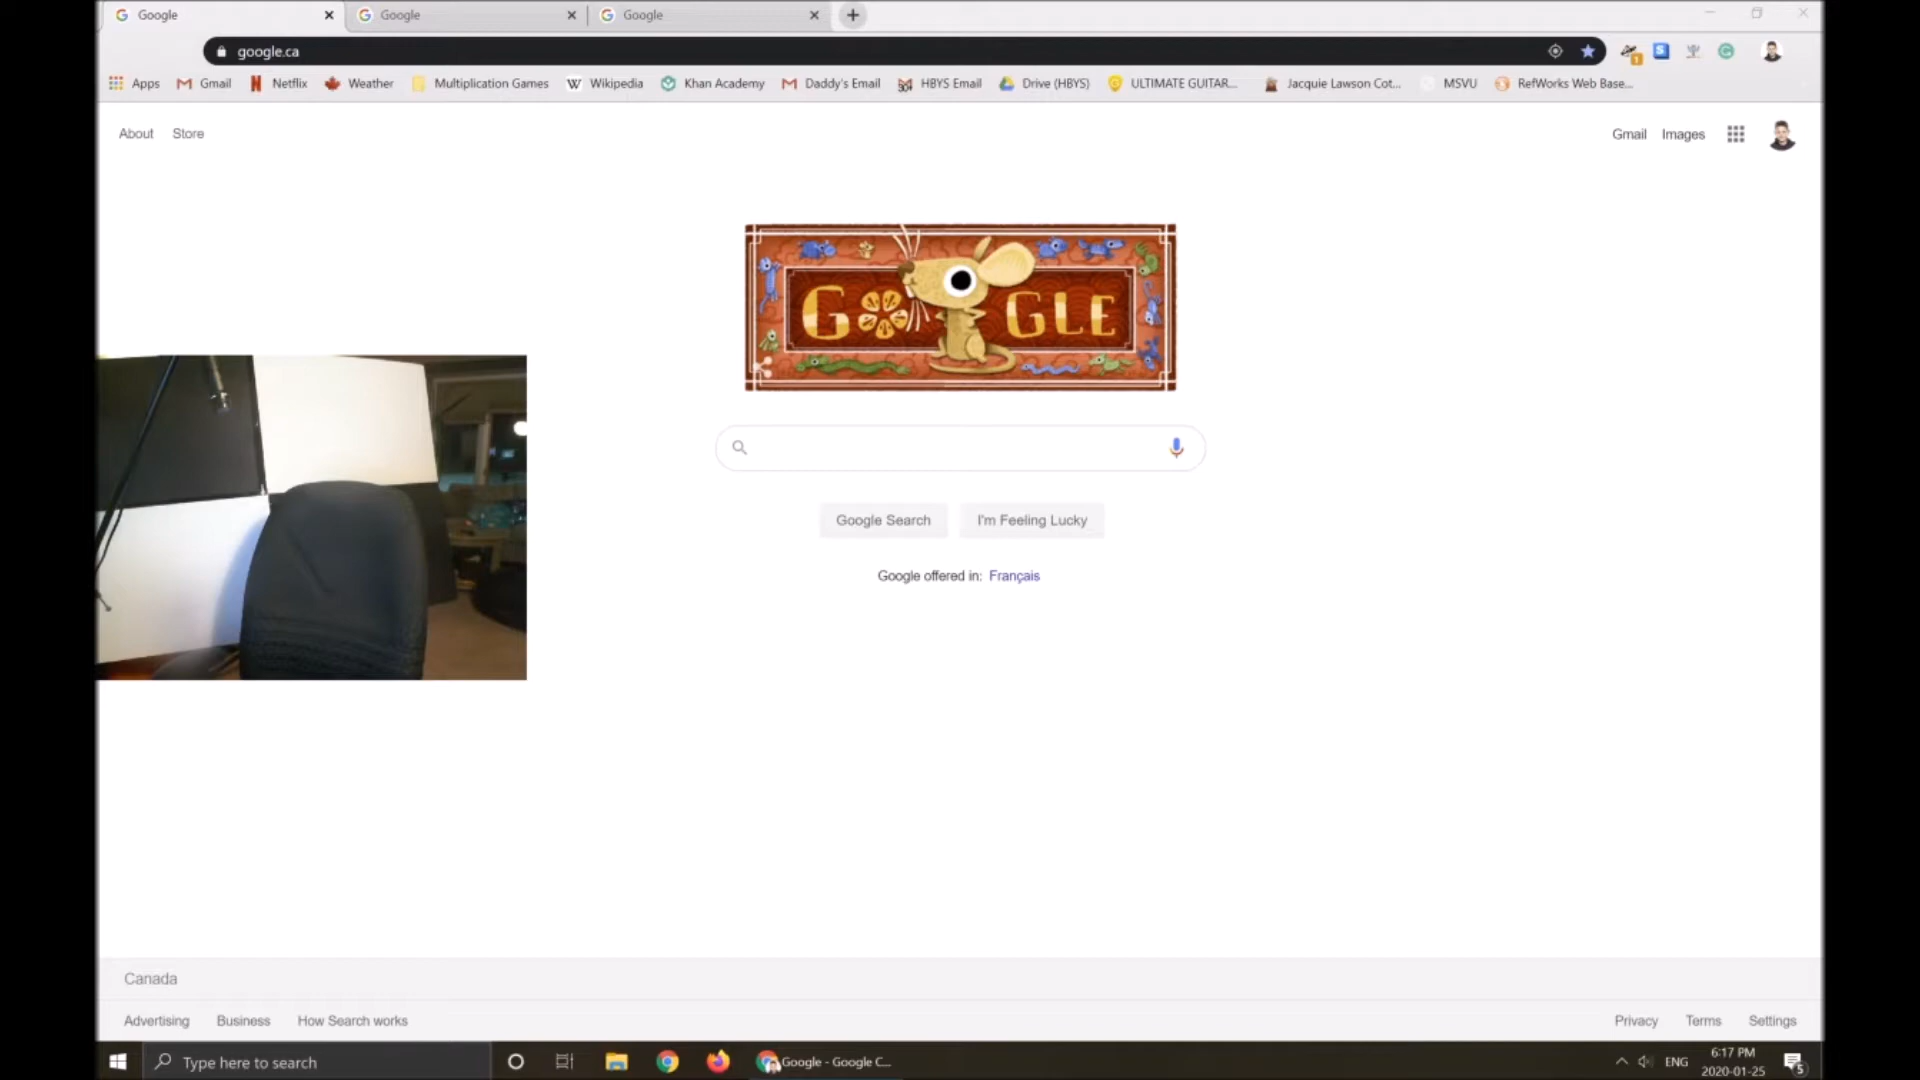 Google
Google
Google
google.ca
Apps
Gmail
Netflix
Weather
Multiplication Games
Wikipedia
Khan Academy
Daddy's Email
HBYS Email
Drive (HBYS)
ULTIMATE GUITAR...
Jacquie Lawson Cot...
MSVU
RefWorks Web Base...
About
Store
Gmail
Images
GOOGLE
Google Search
I'm Feeling Lucky
Google offered in: Français
Canada
Advertising
Business
How Search works
Privacy
Terms
Settings
Type here to search
Google - Google C...
ENG
6:17 PM
2020-01-25
5